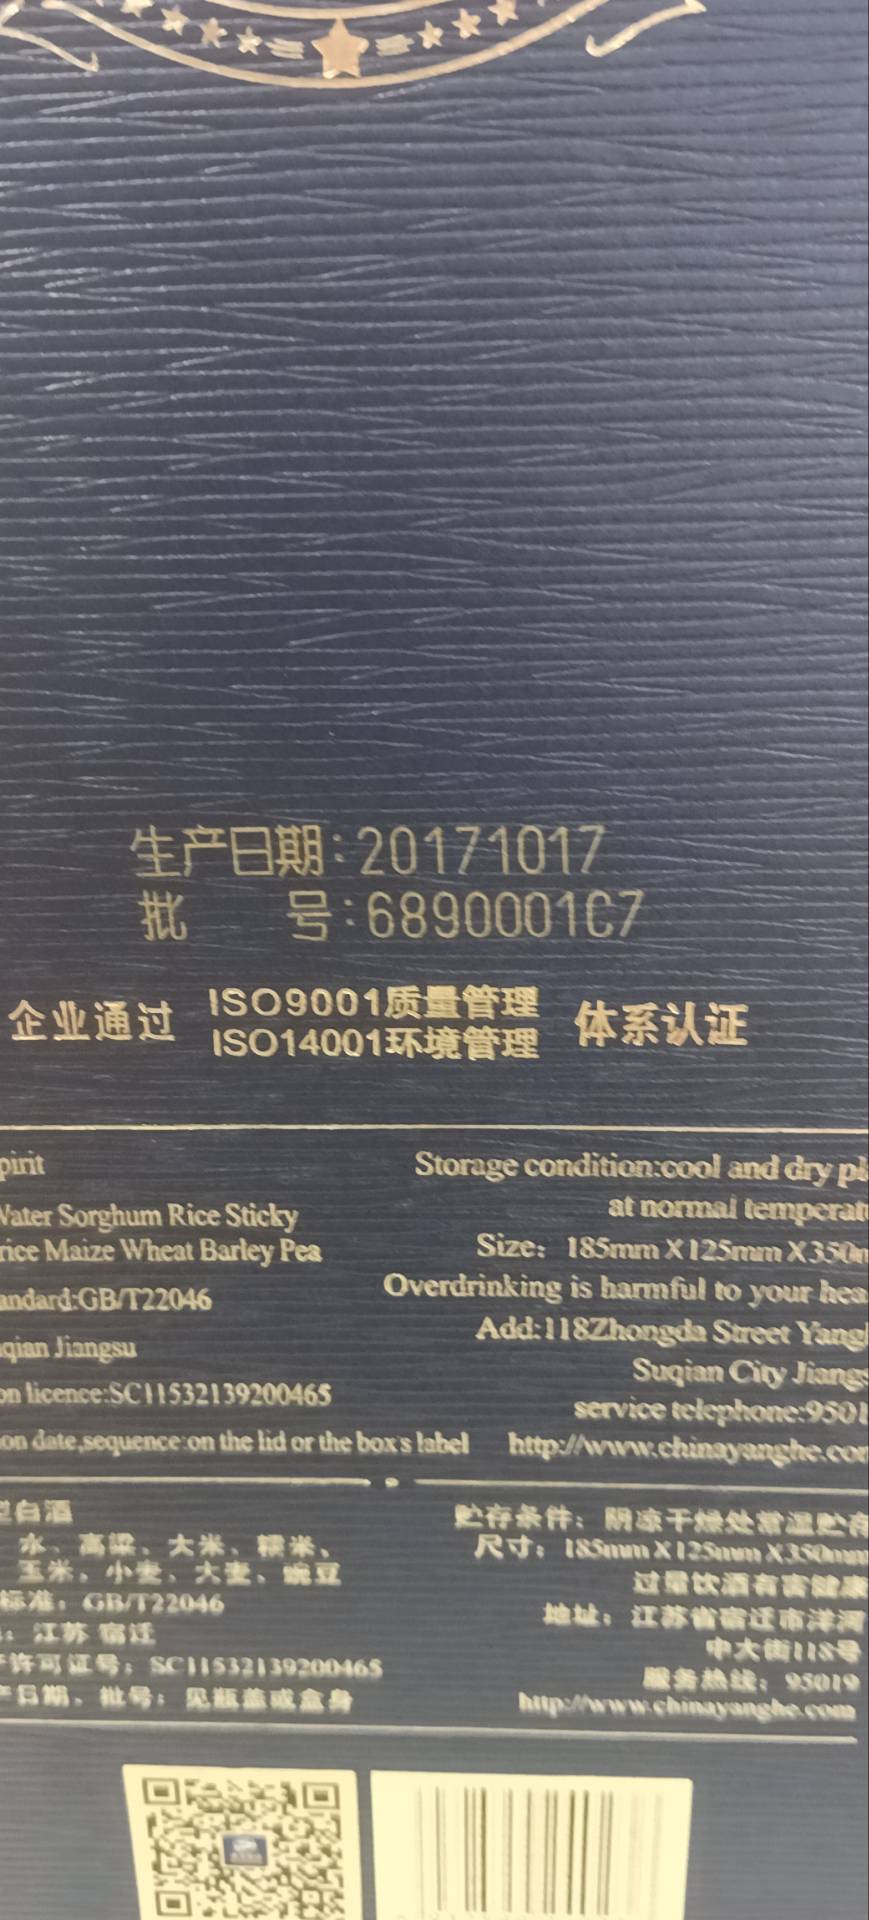 生产日期:20171017
批 号:6890001C7
企业通过 ISO9001质量管理 体系认证
ISO14001环境管理
pirit
Water Sorghum Rice Sticky
rice Maize Wheat Barley Pea
andard:GB/T22046
qian Jiangsu
on licence:SC11532139200465
on date,sequence:on the lid or the box's label
Storage condition:cool and dry pl
at normal temperat
Size: 185mm X125mm X350m
Overdrinking is harmful to your hea
Add:118Zhongda Street Yang
Suqian City Jiang
service telephone:9501
http://www.chinayanghe.com
型白酒
水、高粱、大米、糯米、
玉米、小麦、大麦、豌豆
标准：GB/T22046
：江苏 宿迁
产许可证号：SC11532139200465
产日期、批号：见瓶盖或盒身
贮存条件：阴凉干燥处常温贮存
尺寸：185mm X125mm X350mm
过量饮酒有害健康
地址：江苏省宿迁市洋河
中大街118号
服务热线：95019
http://www.chinayanghe.com